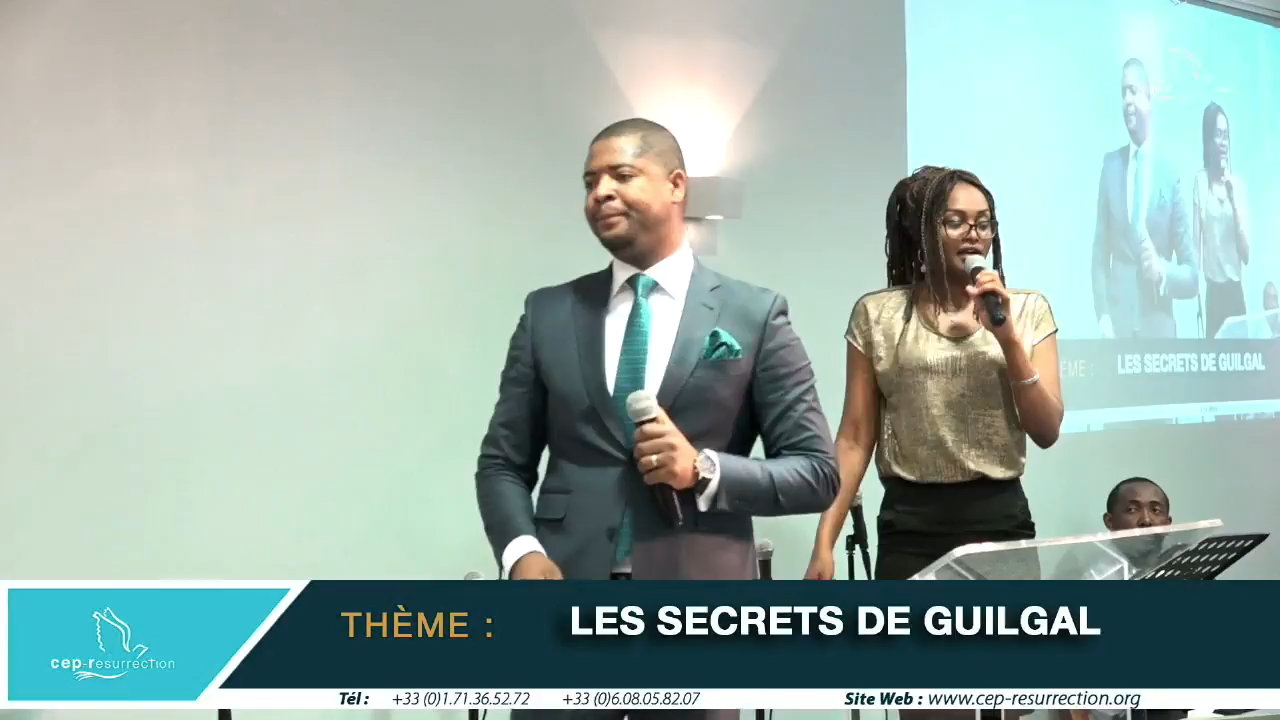 ÈME :
LES SECRETS DE GUILGAL
THÈME :
LES SECRETS DE GUILGAL
cep-resurrection
Tél : +33 (0)1.71.36.52.72 +33 (0)6.08.05.82.07 Site Web : www.cep-resurrection.org